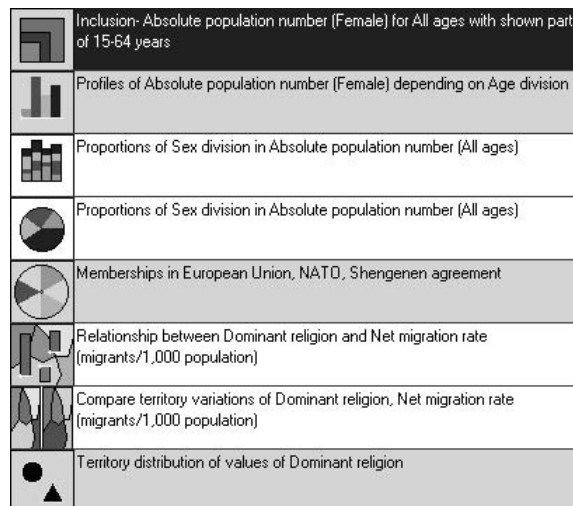 Inclusion- Absolute population number (Female) for All ages with shown part
of 15-64 years
Profiles of Absolute population number (Female) depending on Age division
Proportions of Sex division in Absolute population number (All ages)
Proportions of Sex division in Absolute population number (All ages)
Memberships in European Union, NATO, Shengenen agreement
Relationship between Dominant religion and Net migration rate
(migrants/1,000 population)
Compare territory variations of Dominant religion, Net migration rate
(migrants/1,000 population)
Territory distribution of values of Dominant religion